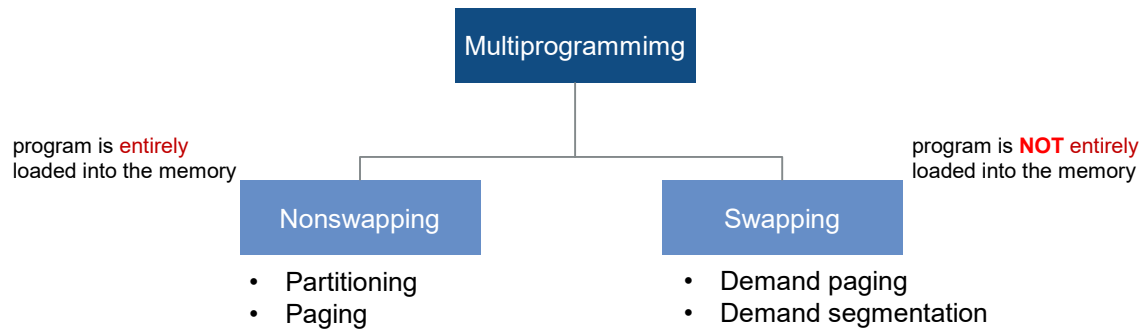 Multiprogrammimg
program is entirely
loaded into the memory
program is NOT entirely
loaded into the memory
Nonswapping
Swapping
• Partitioning
• Paging
• Demand paging
• Demand segmentation